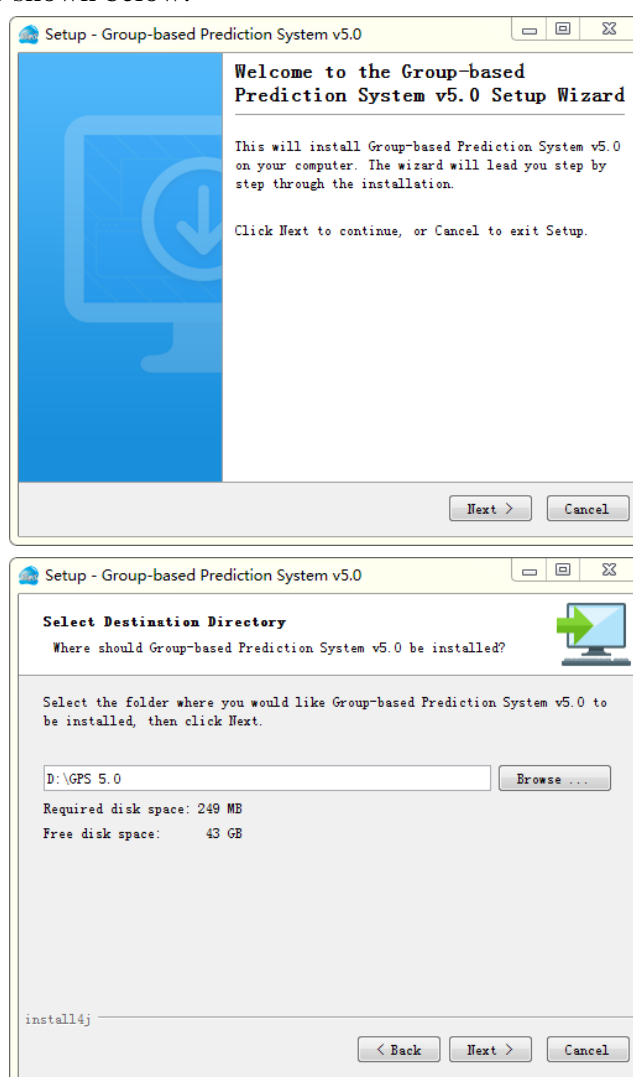 Setup - Group-based Prediction System v5.0
Welcome to the Group-based
Prediction System v5.0 Setup Wizard
This will install Group-based Prediction System v5.0
on your computer. The wizard will lead you step by
step through the installation.
Click Next to continue, or Cancel to exit Setup.
Next >
Cancel
Setup - Group-based Prediction System v5.0
Select Destination Directory
Where should Group-based Prediction System v5.0 be installed?
Select the folder where you would like Group-based Prediction System v5.0 to
be installed, then click Next.
D:\GPS 5.0
Browse ...
Required disk space: 249 MB
Free disk space: 43 GB
install4j
< Back
Next >
Cancel